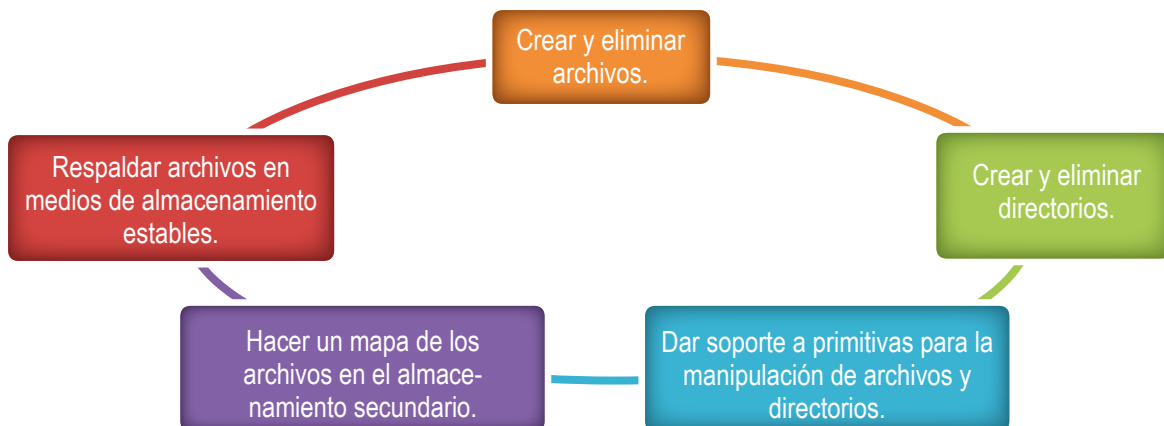 Crear y eliminar
archivos.
Crear y eliminar
directorios.
Dar soporte a primitivas para la
manipulación de archivos y
directorios.
Hacer un mapa de los
archivos en el almace-
namiento secundario.
Respaldar archivos en
medios de almacenamiento
estables.